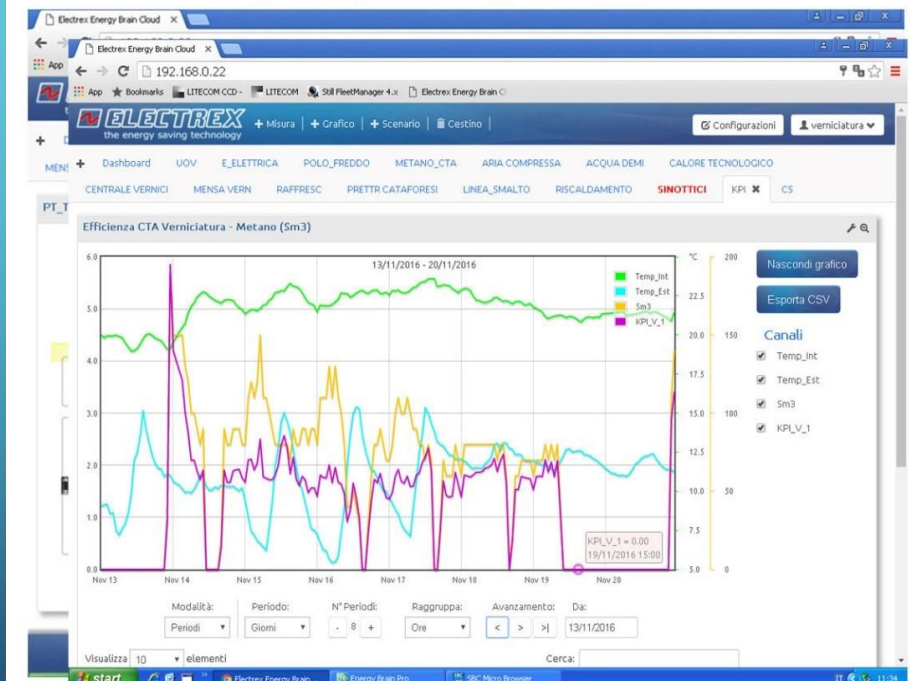 Electrex Energy Brain Cloud
Electrex Energy Brain Cloud
App
192.168.0.22
App Bookmarks LITECOM CCD - LITECOM Still FleetManager 4.x Electrex Energy Brain Cl
ELECTREX
the energy saving technology
+ Misura | + Grafico | + Scenario | Cestino |
Configurazioni
verniciatura
MENS
Dashboard UOV E_ELETTRICA POLO_FREDDO METANO_CTA ARIA COMPRESSA ACQUA DEMI CALORE TECNOLOGICO
CENTRALE VERNICI MENSA VERN RAFFRESC PRETTR CATAFORESI LINEA_SMALTO RISCALDAMENTO SINOTTICI KPI CS
PT_T
Efficienza CTA Verniciatura - Metano (Sm3)
13/11/2016 - 20/11/2016
6.0
5.0
4.0
3.0
2.0
1.0
0.0
Temp_Int
Temp_Est
Sm3
KPI_V_1
°C
22.5
20.0
17.5
15.0
12.5
10.0
7.5
5.0
200
150
100
50
0
KPI_V_1 = 0.00
19/11/2016 15:00
Nov 13 Nov 14 Nov 15 Nov 16 Nov 17 Nov 18 Nov 19 Nov 20
Nascondi grafico
Esporta CSV
Canali
Temp_Int
Temp_Est
Sm3
KPI_V_1
Modalità: Periodo: N° Periodi: Raggruppa: Avanzamento: Da:
Periodi Giorni - 8 + Ore < > >| 13/11/2016
Visualizza 10 elementi Cerca:
start Electrex Energy Brain... Energy Brain Pro SBC Micro Browser IT 11:34